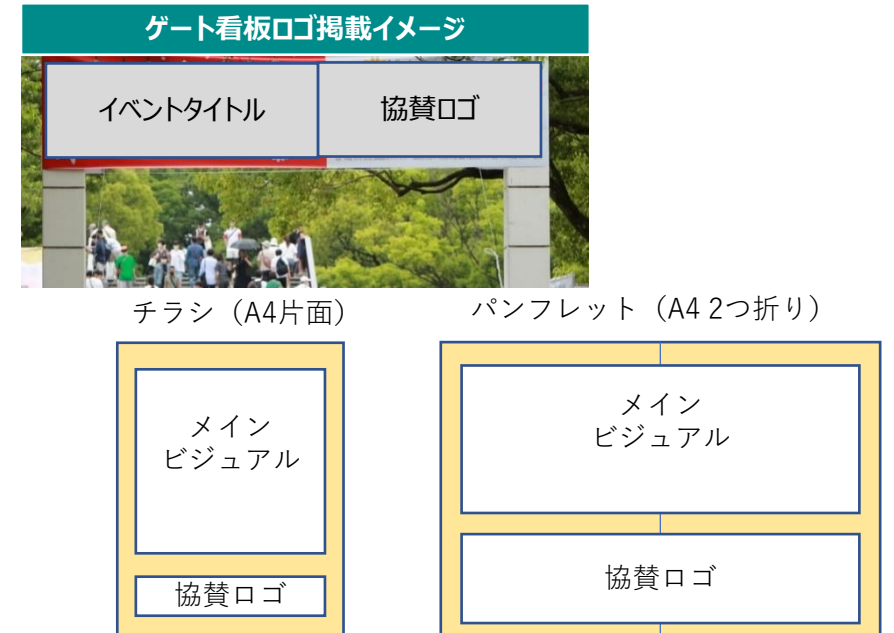 ゲート看板ロゴ掲載イメージ
イベントタイトル
協賛ロゴ
チラシ（A4片面）
パンフレット（A4 2つ折り）
メイン
ビジュアル
協賛ロゴ
メイン
ビジュアル
協賛ロゴ